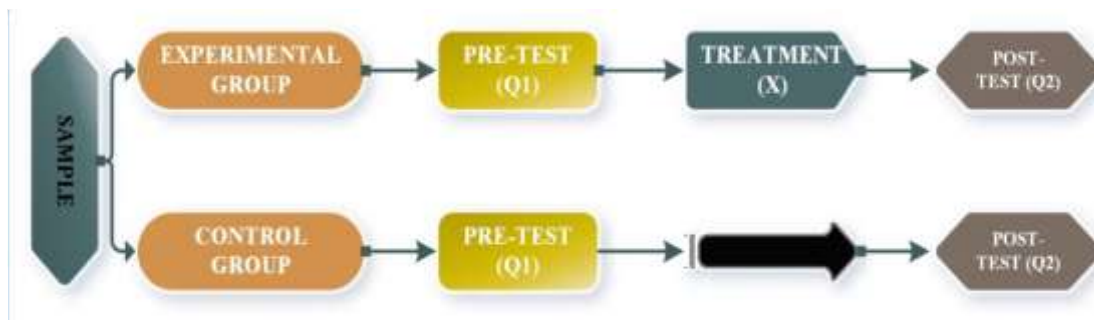 SAMPLE
EXPERIMENTAL
GROUP
PRE-TEST
(Q1)
TREATMENT
(X)
POST-
TEST (Q2)
CONTROL
GROUP
PRE-TEST
(Q1)
POST-
TEST (Q2)